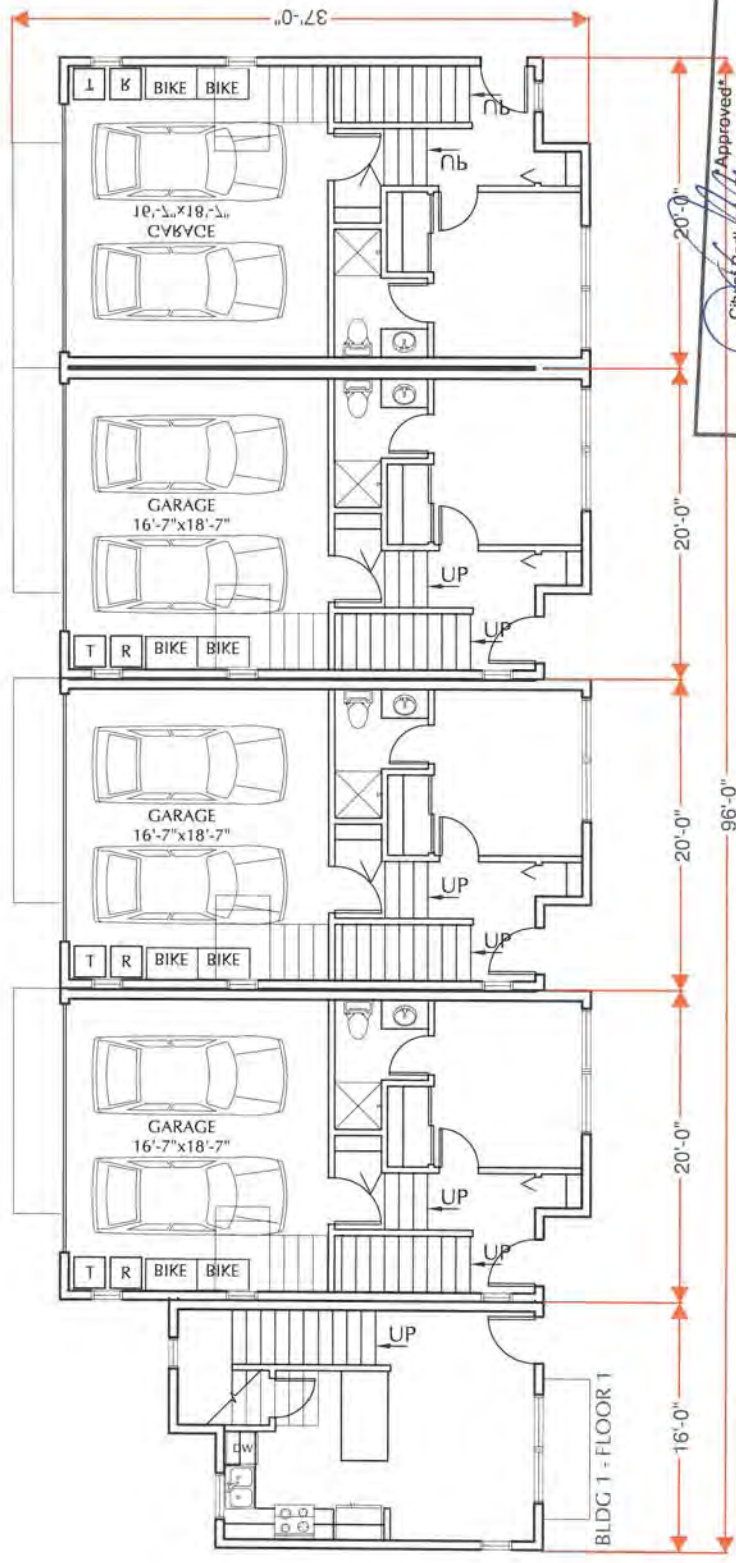 37'-0"
T R BIKE BIKE
GARAGE
16'-7"x18'-7"
UP
UP
20'-0"
Approved*
City of
GARAGE
16'-7"x18'-7"
UP
UP
T R BIKE BIKE
20'-0"
GARAGE
16'-7"x18'-7"
UP
UP
T R BIKE BIKE
20'-0"
96'-0"
GARAGE
16'-7"x18'-7"
UP
UP
T R BIKE BIKE
20'-0"
UP
DW
16'-0"
BLDG 1 - FLOOR 1